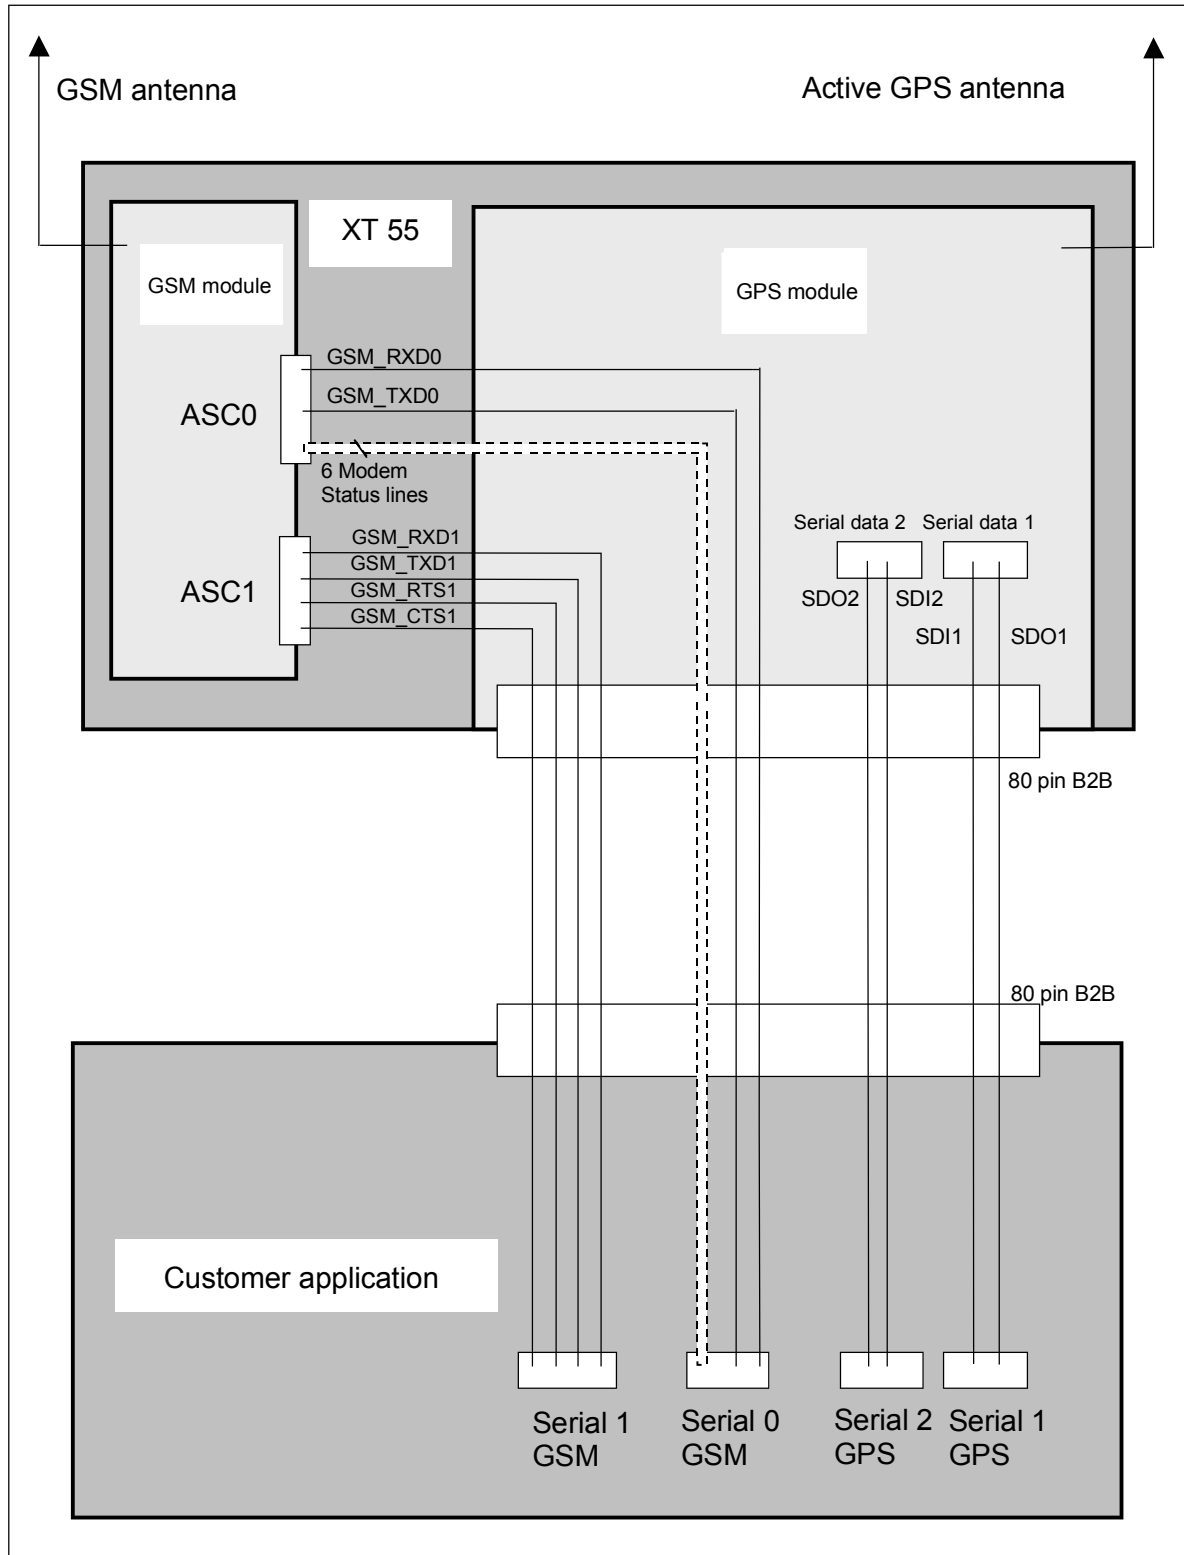 GSM antenna
Active GPS antenna
XT 55
GSM module
GPS module
GSM_RXD0
GSM_TXD0
ASC0
6 Modem
Status lines
Serial data 2
Serial data 1
GSM_RXD1
GSM_TXD1
ASC1
GSM_RTS1
GSM_CTS1
SDO2
SDI2
SDI1
SDO1
80 pin B2B
80 pin B2B
Customer application
Serial 1
GSM
Serial 0
GSM
Serial 2
GPS
Serial 1
GPS